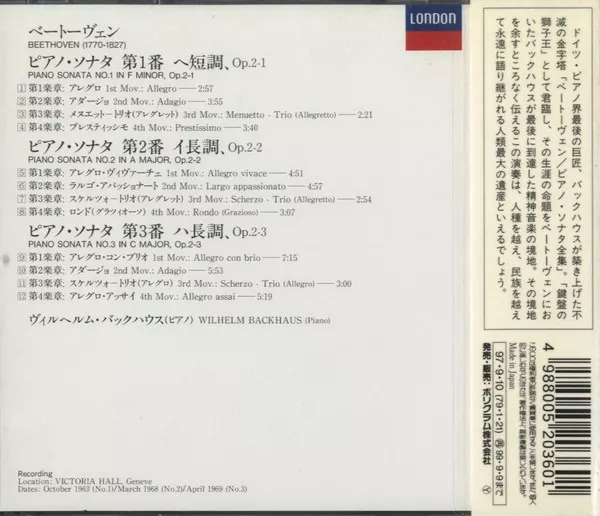 LONDON
ベートーヴェン
BEETHOVEN (1770-1827)
ピアノ・ソナタ 第1番 ヘ短調、Op.2-1
PIANO SONATA NO.1 IN F MINOR, Op.2-1
1 第1楽章: アレグロ 1st Mov.: Allegro — 2:57
2 第2楽章: アダージョ 2nd Mov.: Adagio — 3:55
3 第3楽章: メヌエット－トリオ(アレグレット) 3rd Mov.: Menuetto - Trio (Allegretto) — 2:21
4 第4楽章: プレスティッシモ 4th Mov.: Prestissimo — 3:40
ピアノ・ソナタ 第2番 イ長調、Op.2-2
PIANO SONATA NO.2 IN A MAJOR, Op.2-2
5 第1楽章: アレグロ・ヴィヴァーチェ 1st Mov.: Allegro vivace — 4:51
6 第2楽章: ラルゴ・アパッショナート 2nd Mov.: Largo appassionato — 4:57
7 第3楽章: スケルツォ－トリオ(アレグレット) 3rd Mov.: Scherzo - Trio (Allegretto) — 2:54
8 第4楽章: ロンド(グラツィオーソ) 4th Mov.: Rondo (Grazioso) — 3:07
ピアノ・ソナタ 第3番 ハ長調、Op.2-3
PIANO SONATA NO.3 IN C MAJOR, Op.2-3
9 第1楽章: アレグロ・コン・ブリオ 1st Mov.: Allegro con brio — 7:15
10 第2楽章: アダージョ 2nd Mov.: Adagio — 5:53
11 第3楽章: スケルツォ－トリオ(アレグロ) 3rd Mov.: Scherzo - Trio (Allegro) — 3:00
12 第4楽章: アレグロ・アッサイ 4th Mov.: Allegro assai — 5:19
ヴィルヘルム・バックハウス(ピアノ) WILHELM BACKHAUS (Piano)
Recording
Location: VICTORIA HALL, Geneve
Dates: October 1963 (No.1)/March 1968 (No.2)/April 1969 (No.3)
ドイツ・ピアノ界最後の巨匠、バックハウスが築き上げた不
滅の金字塔「ベートーヴェン/ピアノ・ソナタ全集」。「鍵盤の
獅子王」として君臨し、その生涯の命題をベートーヴェンにお
いたバックハウスが最後に到達した精神音楽の境地。その境地
を余すところなく伝えるこの演奏は、人種を越え、民族を越え
て永遠に語り継がれる人類最大の遺産といえるでしょう。
4 988005 203601
Made in Japan
97・9・10 (79・1・21) 再 99・9・9まで
発売・販売元: ポリグラム株式会社
Y